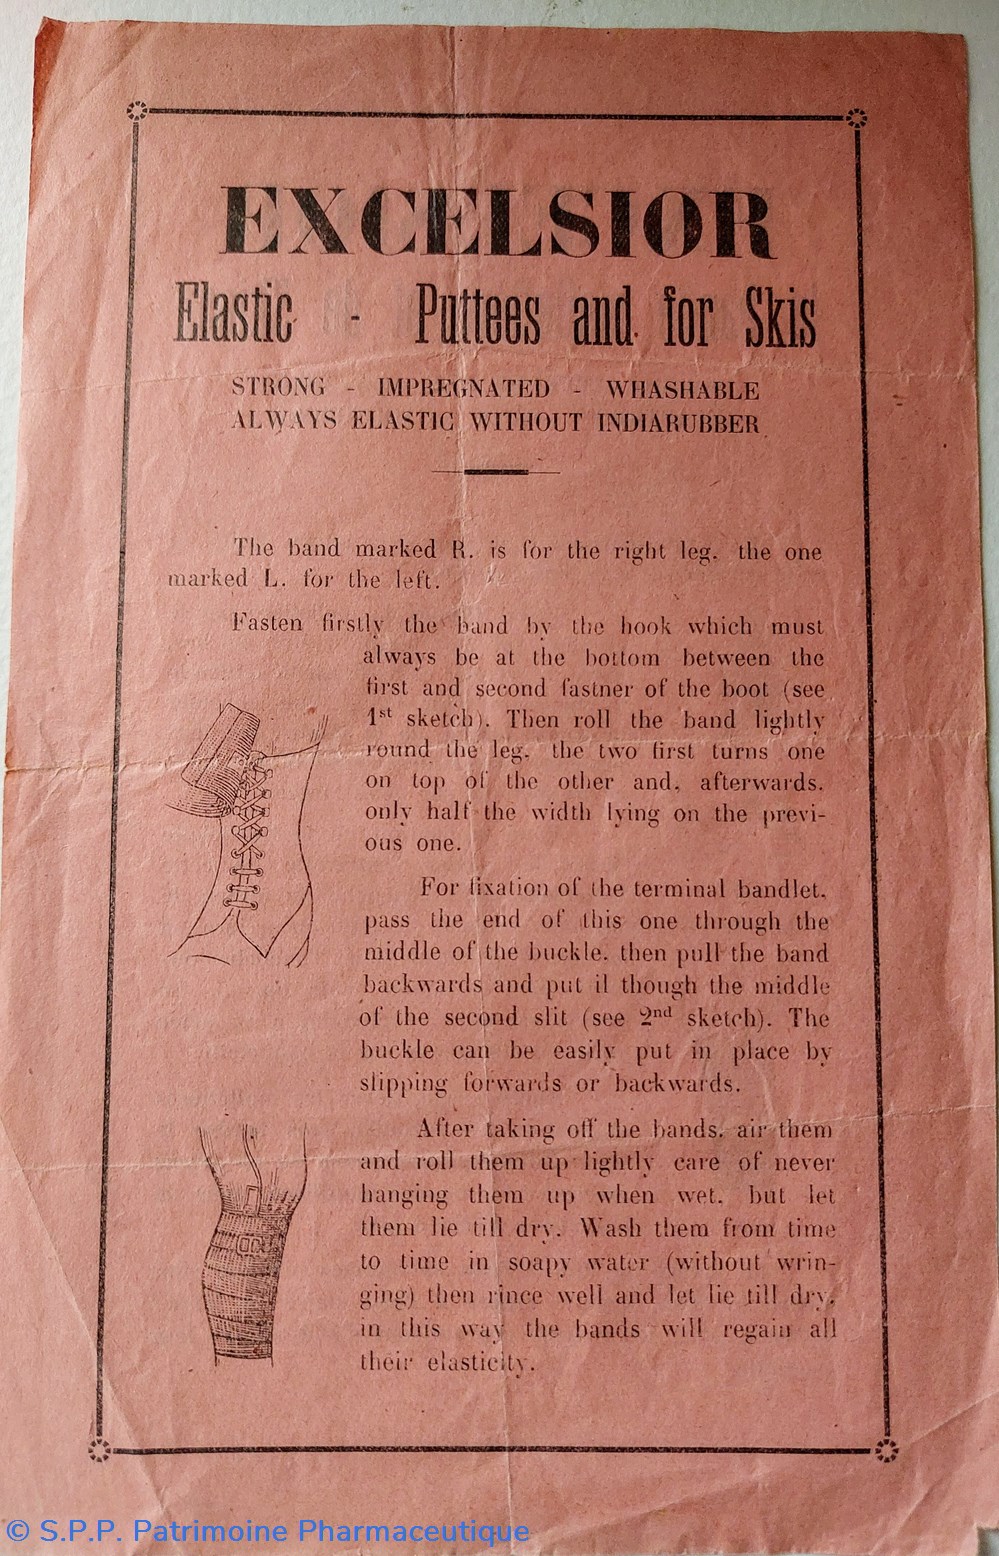 EXCELSIOR
Elastic - Puttees and for Skis
STRONG - IMPREGNATED - WHASHABLE
ALWAYS ELASTIC WITHOUT INDIARUBBER
The band marked R. is for the right leg. the one
marked L. for the left.
Fasten firstly the band by the hook which must
always be at the bottom between the
first and second fastner of the boot (see
1st sketch). Then roll the band lightly
round the leg. the two first turns one
on top of the other and. afterwards.
only half the width lying on the previ-
ous one.
For fixation of the terminal bandlet.
pass the end of this one through the
middle of the buckle. then pull the band
backwards and put it though the middle
of the second slit (see 2nd sketch). The
buckle can be easily put in place by
slipping forwards or backwards.
After taking off the bands. air them
and roll them up lightly care of never
hanging them up when wet. but let
them lie till dry. Wash them from time
to time in soapy water (without wrin-
ging) then rince well and let lie till dry.
in this way the bands will regain all
their elasticity.
© S.P.P. Patrimoine Pharmaceutique